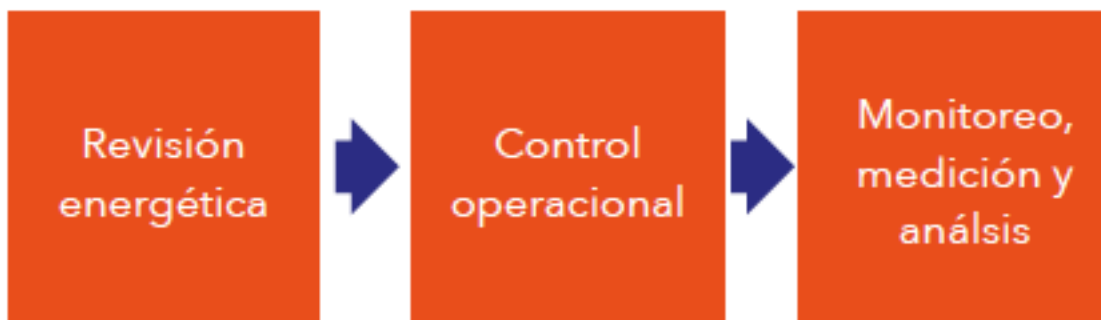 Revisión
energética
Control
operacional
Monitoreo,
medición y
análsis